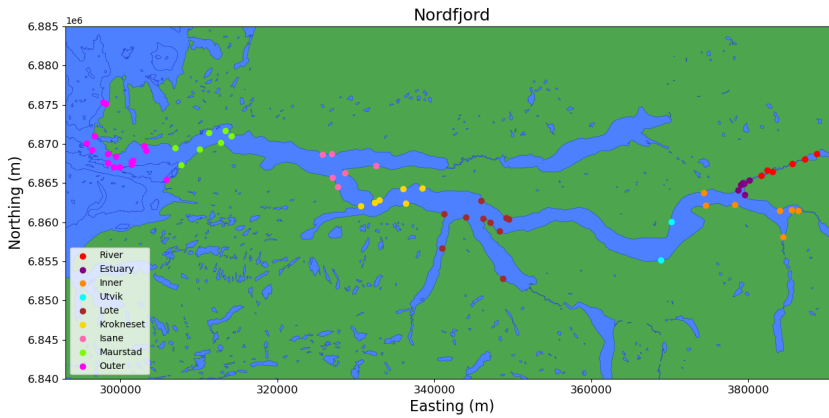 Nordfjord
1e6
6.885
6.880
6.875
6.870
6.865
6.860
6.855
6.850
6.845
6.840
Northing (m)
River
Estuary
Inner
Utvik
Lote
Krokneset
Isane
Maurstad
Outer
300000 320000 340000 360000 380000
Easting (m)